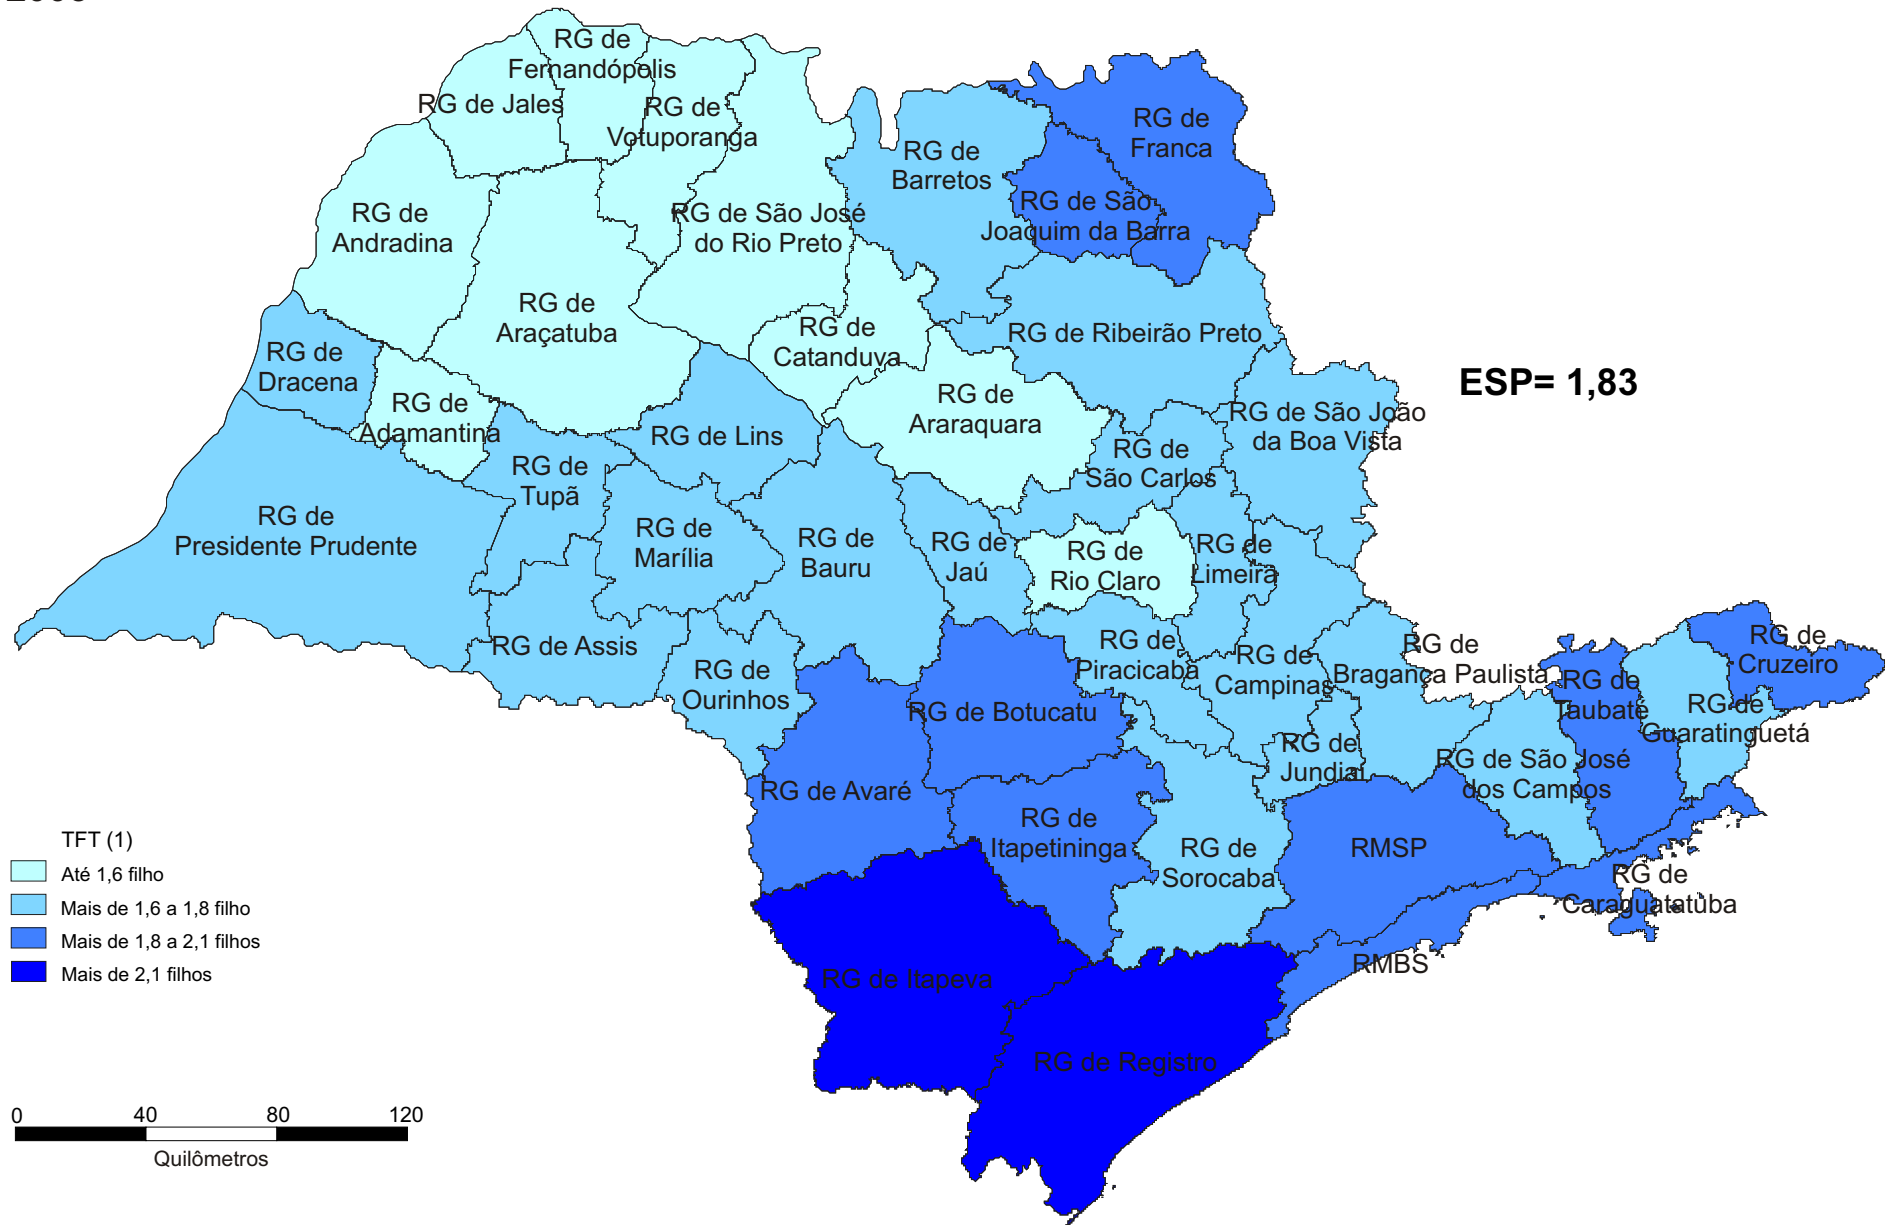 RG de
Fernandópolis
RG de Jales
RG de
Votuporanga
RG de
Franca
RG de
Barretos
RG de São
Joaquim da Barra
RG de
Andradina
RG de São José
do Rio Preto
RG de
Araçatuba
RG de
Catanduva
RG de Ribeirão Preto
RG de
Dracena
RG de
Adamantina
RG de
Araraquara
ESP= 1,83
RG de São João
da Boa Vista
RG de Lins
RG de
São Carlos
RG de
Tupã
RG de
Presidente Prudente
RG de
Marília
RG de
Bauru
RG de
Jaú
RG de
Rio Claro
RG de
Limeira
RG de Assis
RG de
Ourinhos
RG de
Piracicaba
RG de
Campinas
RG de
Bragança Paulista
RG de
Cruzeiro
RG de
Taubaté
RG de
Guaratinguetá
RG de Botucatu
RG de
Jundiaí
RG de São José
dos Campos
RG de Avaré
RG de
Itapetininga
RG de
Sorocaba
RMSP
RG de
Caraguatatuba
RMBS
RG de Itapeva
RG de Registro
TFT (1)
Até 1,6 filho
Mais de 1,6 a 1,8 filho
Mais de 1,8 a 2,1 filhos
Mais de 2,1 filhos
0 40 80 120
Quilômetros